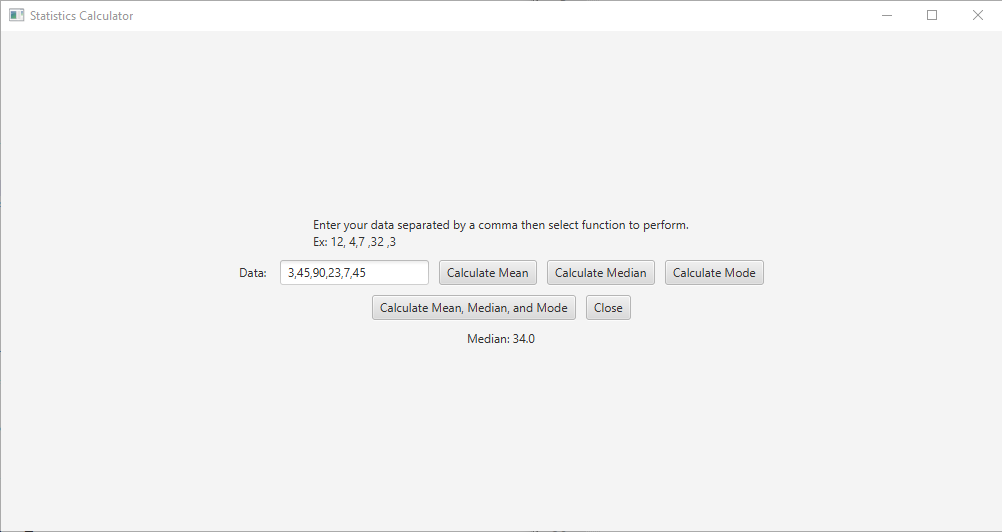 Statistics Calculator
Enter your data separated by a comma then select function to perform.
Ex: 12, 4,7 ,32 ,3
Data: 3,45,90,23,7,45 Calculate Mean Calculate Median Calculate Mode
Calculate Mean, Median, and Mode Close
Median: 34.0